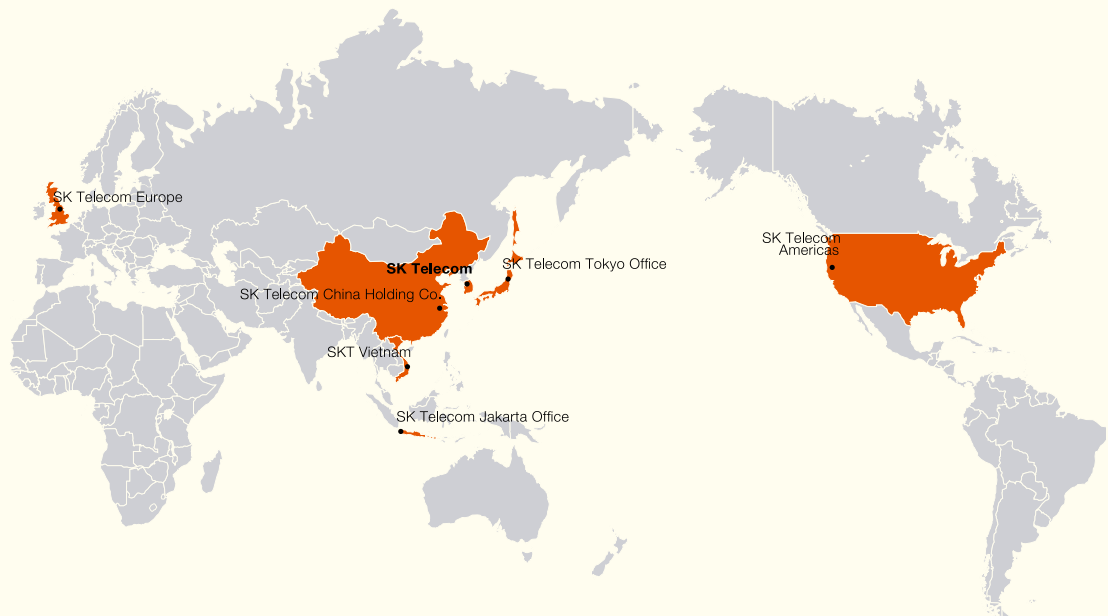 SK Telecom Europe
SK Telecom
Americas
SK Telecom
SK Telecom Tokyo Office
SK Telecom China Holding Co.
SKT Vietnam
SK Telecom Jakarta Office